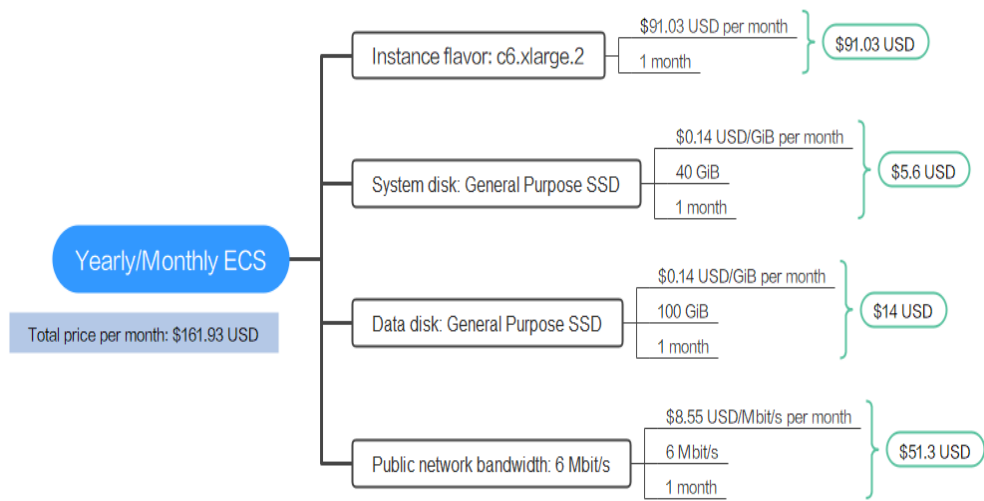 Yearly/Monthly ECS
Total price per month: $161.93 USD
Instance flavor: c6.xlarge.2
$91.03 USD per month
1 month
$91.03 USD
System disk: General Purpose SSD
$0.14 USD/GiB per month
40 GiB
1 month
$5.6 USD
Data disk: General Purpose SSD
$0.14 USD/GiB per month
100 GiB
1 month
$14 USD
Public network bandwidth: 6 Mbit/s
$8.55 USD/Mbit/s per month
6 Mbit/s
1 month
$51.3 USD